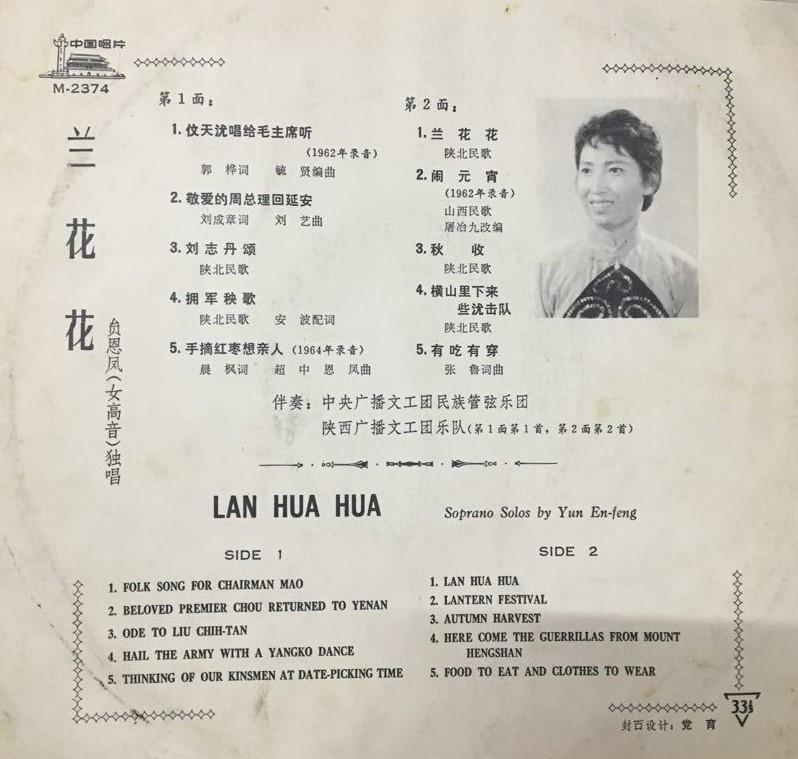 中国唱片
M-2374
兰花花
贠恩凤(女高音)独唱
第1面:
1.伩天沋唱给毛主席听
(1962年录音)
郭 桦词 毓 贤编曲
2.敬爱的周总理回延安
刘成章词 刘 艺曲
3.刘志丹颂
陕北民歌
4.拥军秧歌
陕北民歌 安 波配词
5.手摘红枣想亲人(1964年录音)
晨 枫词 超 中 恩 凤曲
第2面:
1.兰 花 花
陕北民歌
2.闹 元 宵
(1962年录音)
山西民歌
屠冶九改编
3.秋 收
陕北民歌
4.横山里下来
些沋击队
陕北民歌
5.有吃有穿
张 鲁词曲
伴奏:中央广播文工团民族管弦乐团
陕西广播文工团乐队(第1面第1首,第2面第2首)
LAN HUA HUA
Soprano Solos by Yun En-feng
SIDE 1
1. FOLK SONG FOR CHAIRMAN MAO
2. BELOVED PREMIER CHOU RETURNED TO YENAN
3. ODE TO LIU CHIH-TAN
4. HAIL THE ARMY WITH A YANGKO DANCE
5. THINKING OF OUR KINSMEN AT DATE-PICKING TIME
SIDE 2
1. LAN HUA HUA
2. LANTERN FESTIVAL
3. AUTUMN HARVEST
4. HERE COME THE GUERRILLAS FROM MOUNT
HENGSHAN
5. FOOD TO EAT AND CLOTHES TO WEAR
33⅓
封面设计:党 育